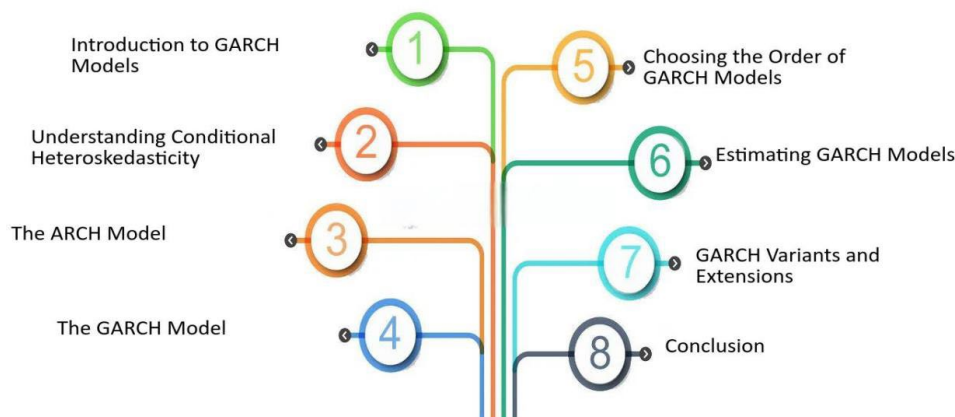 1
Introduction to GARCH
Models
2
Understanding Conditional
Heteroskedasticity
3
The ARCH Model
4
The GARCH Model
5
Choosing the Order of
GARCH Models
6
Estimating GARCH Models
7
GARCH Variants and
Extensions
8
Conclusion